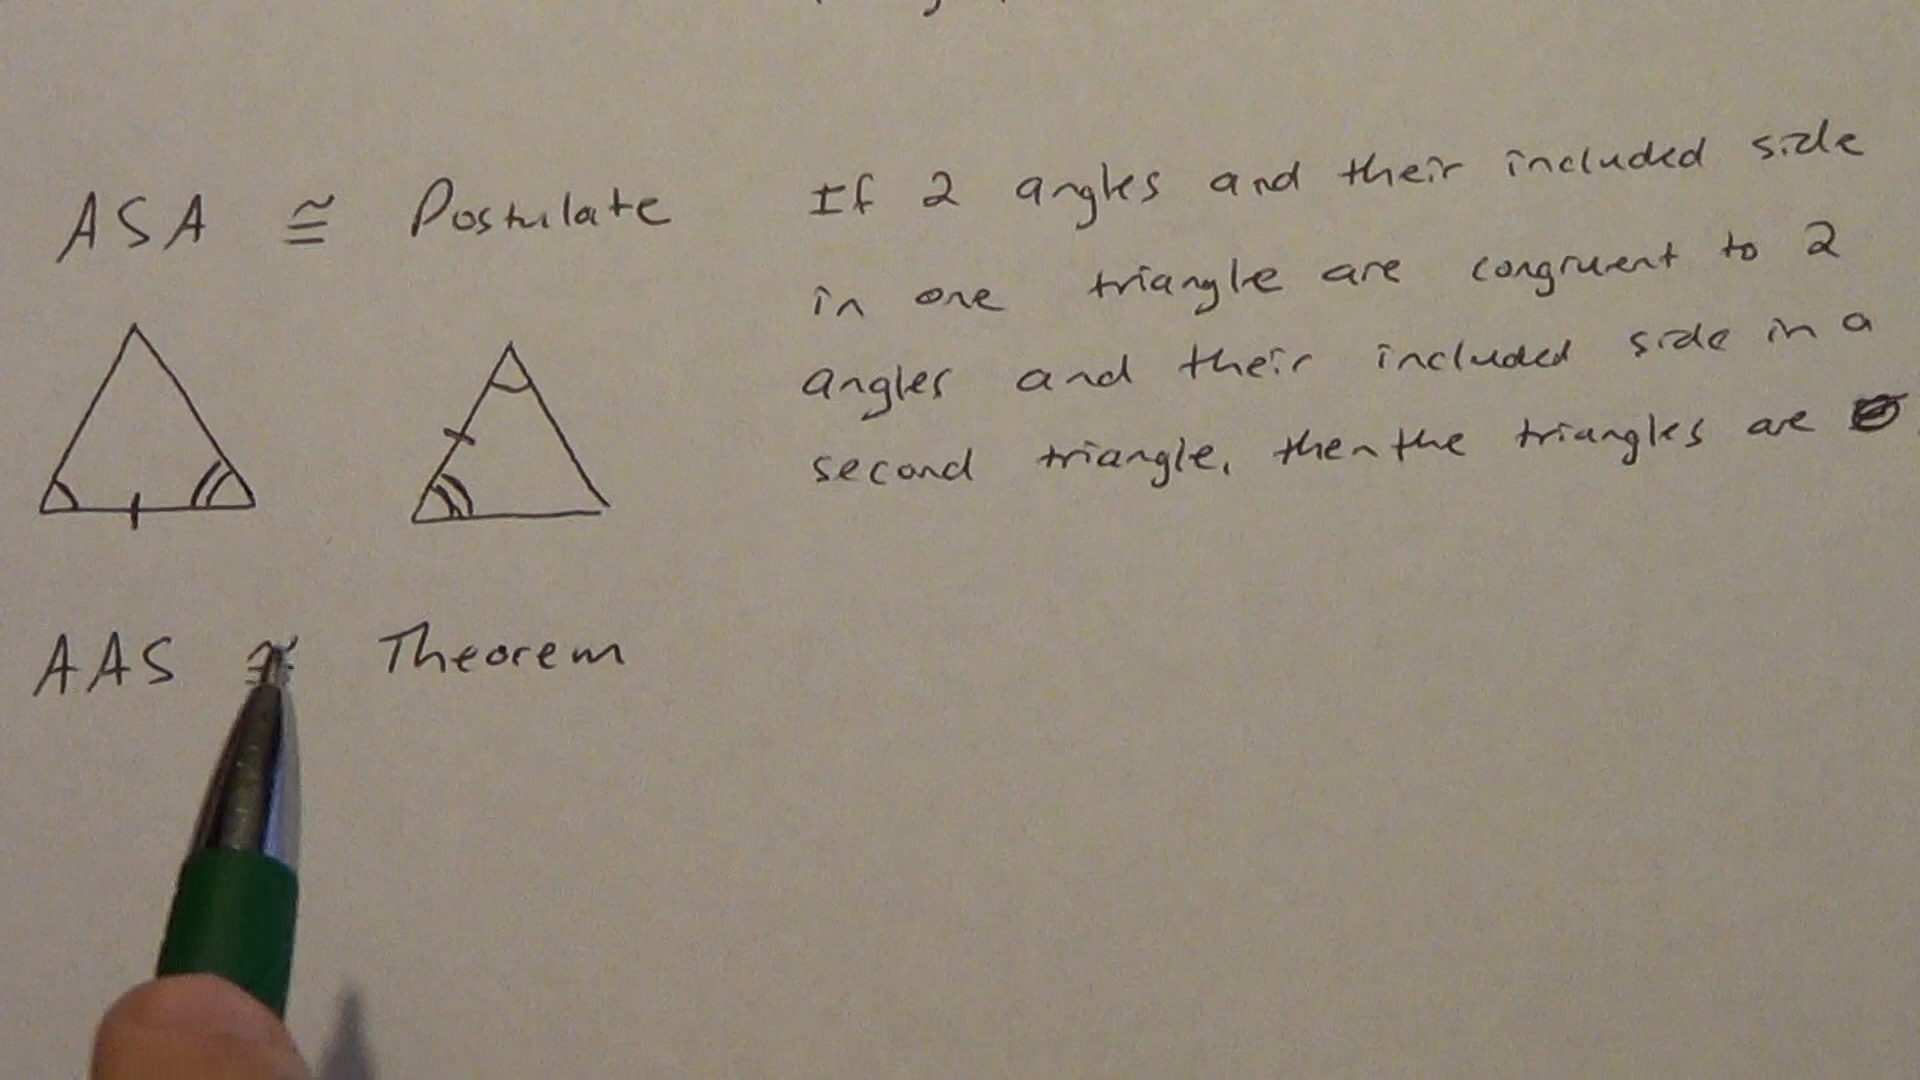 ASA ≅ Postulate
If 2 angles and their included side
in one triangle are congruent to 2
angles and their included side in a
second triangle, then the triangles are
AAS ≅ Theorem